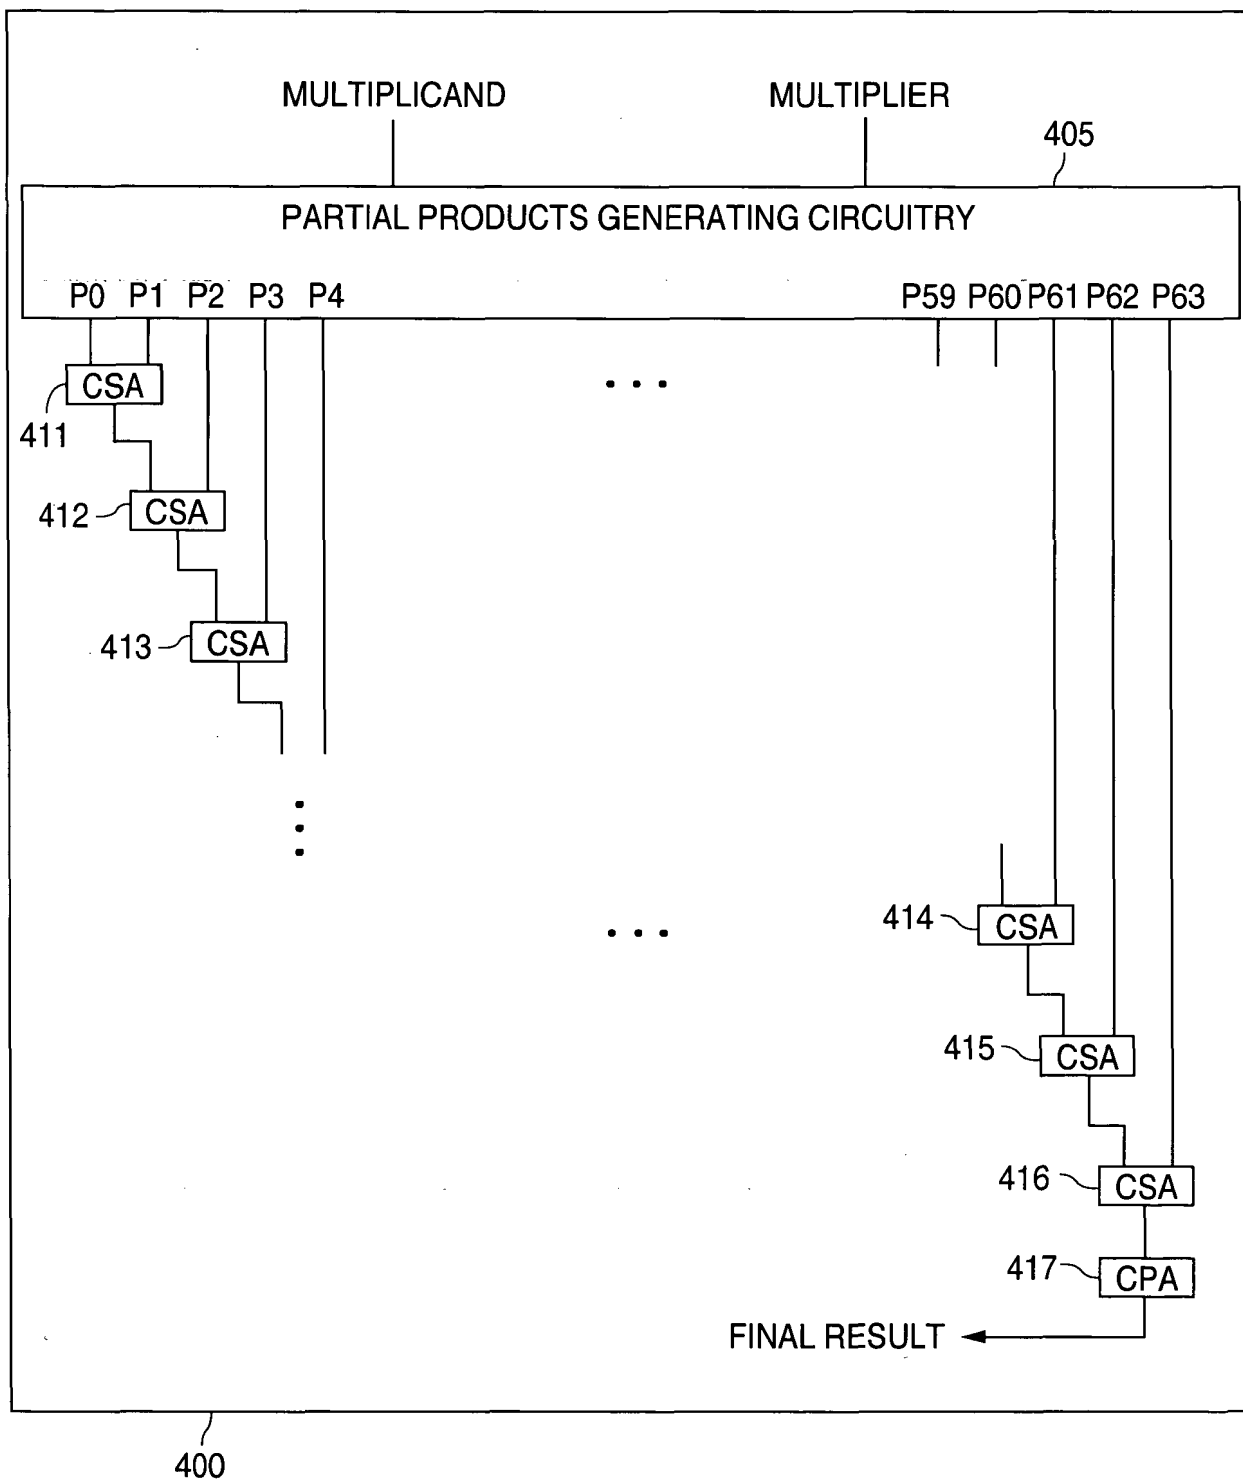 MULTIPLICAND MULTIPLIER
405
PARTIAL PRODUCTS GENERATING CIRCUITRY
P0 P1 P2 P3 P4 P59 P60 P61 P62 P63
CSA
411
412 CSA
413 CSA
414 CSA
415 CSA
416 CSA
417 CPA
FINAL RESULT
400